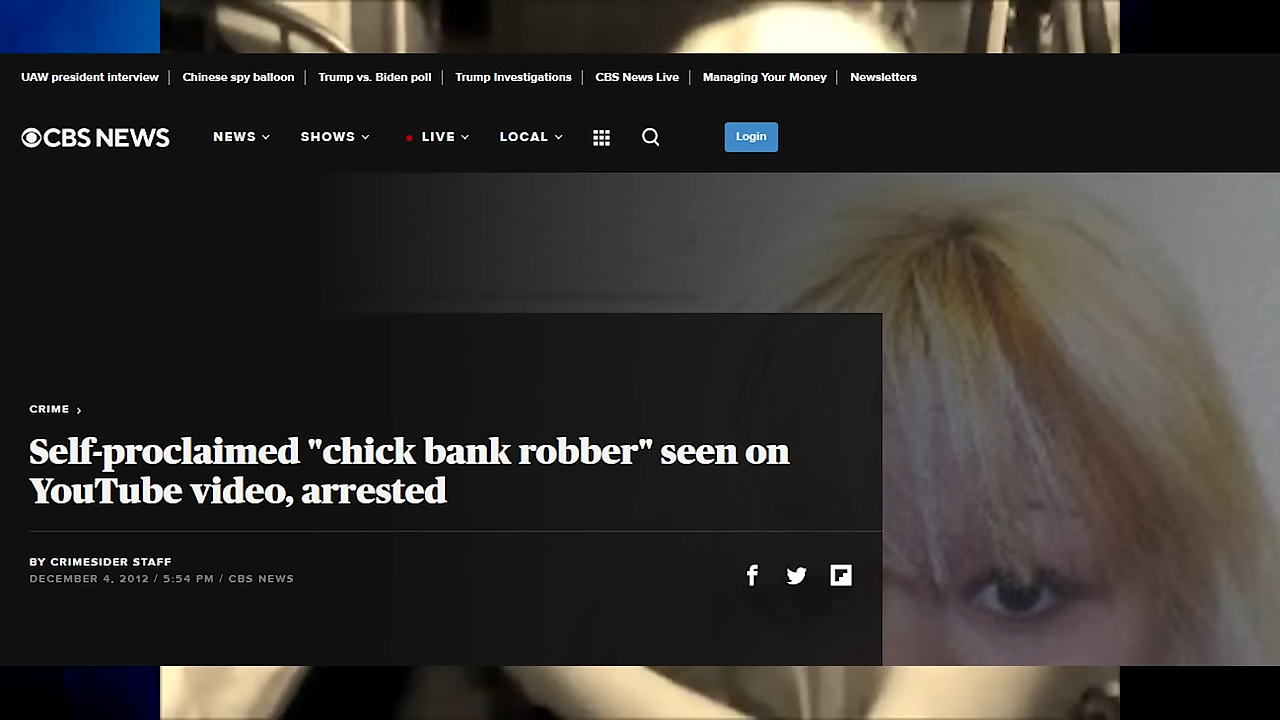 UAW president interview Chinese spy balloon Trump vs. Biden poll Trump Investigations CBS News Live Managing Your Money Newsletters
CBS NEWS NEWS SHOWS LIVE LOCAL Login
CRIME
Self-proclaimed "chick bank robber" seen on
YouTube video, arrested
BY CRIMESIDER STAFF
DECEMBER 4, 2012 / 5:54 PM / CBS NEWS